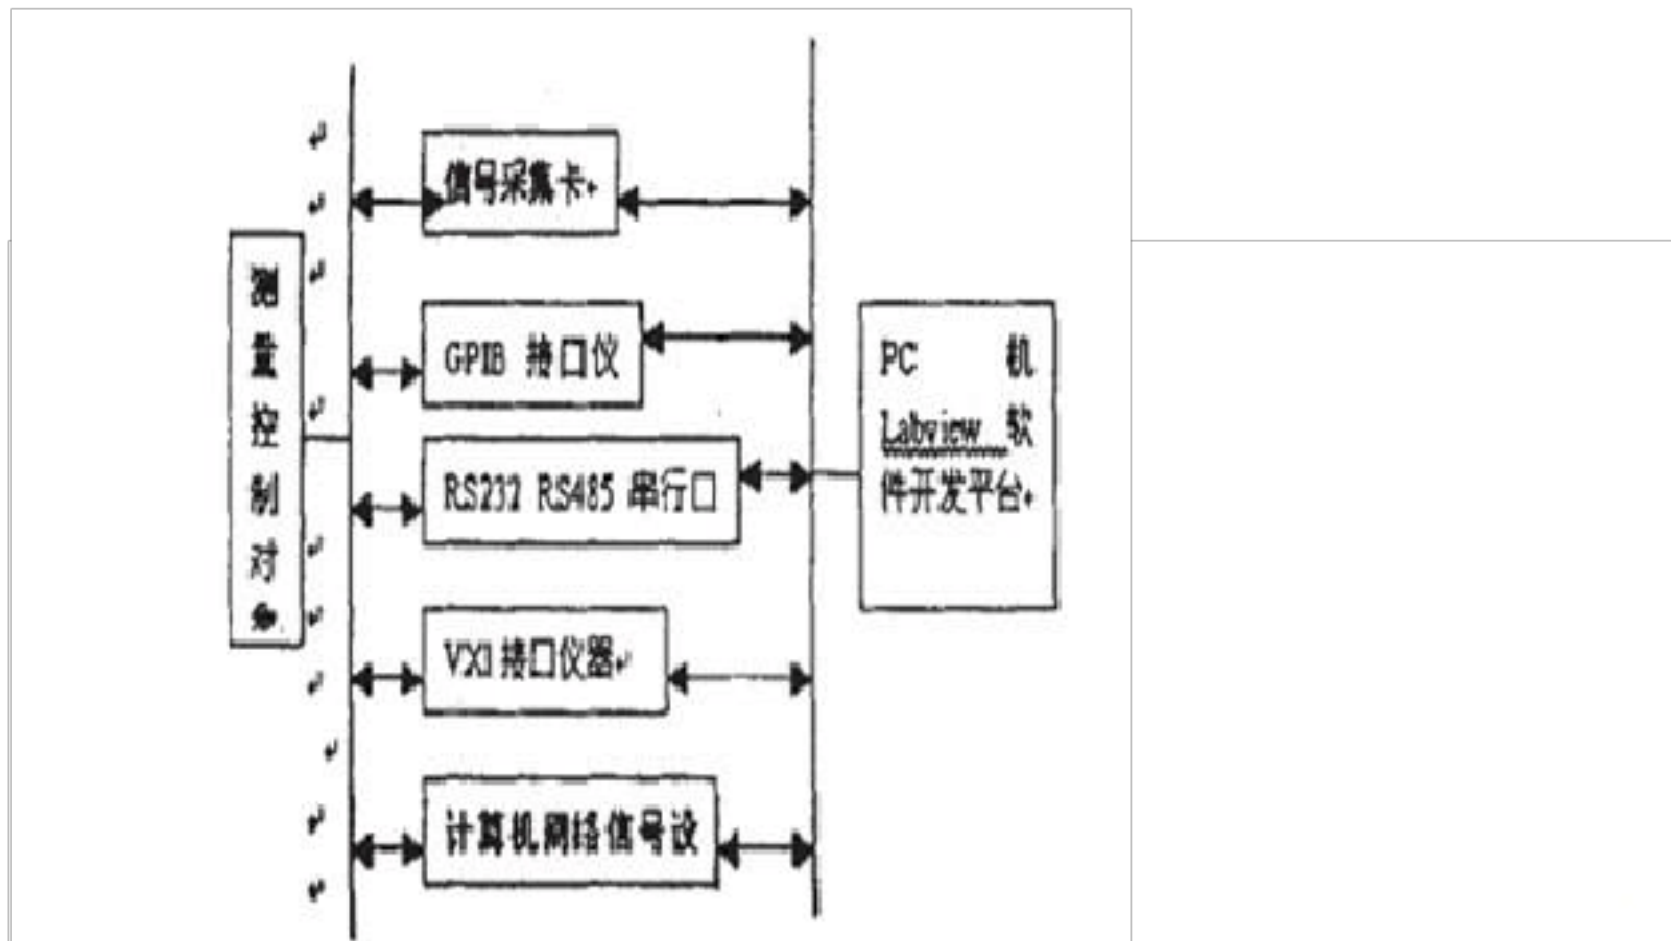 信号采集卡
测
量
控
制
对
GPIB 接口仪
PC 机
Labview 软
件开发平台
RS232 RS485 串行口
VXI 接口仪器
计算机网络信号设